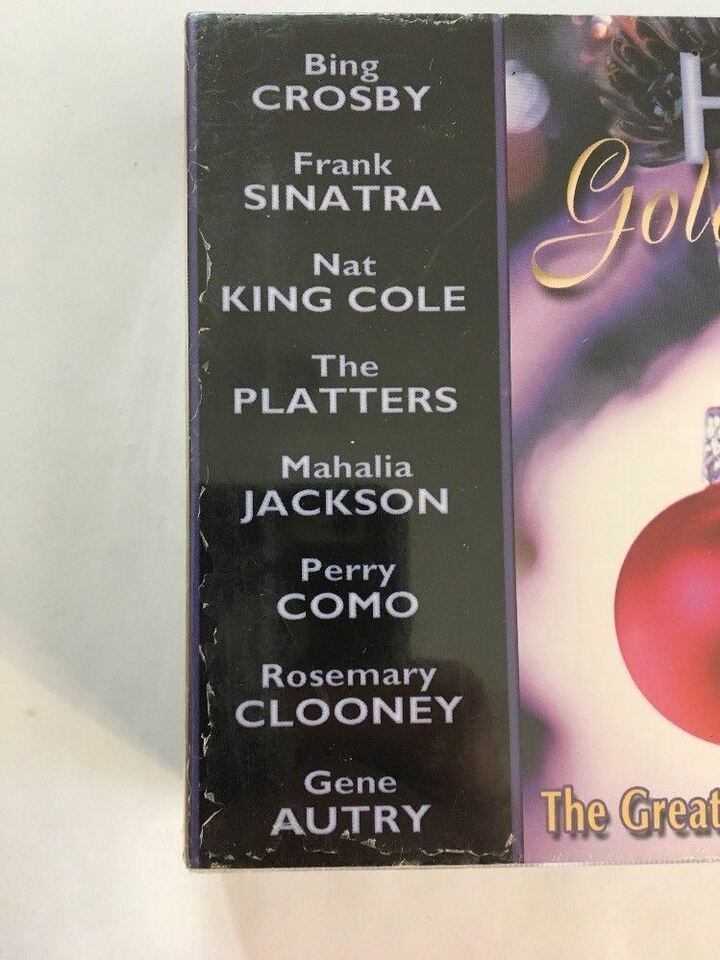 Bing
CROSBY
Frank
SINATRA
Nat
KING COLE
The
PLATTERS
Mahalia
JACKSON
Perry
COMO
Rosemary
CLOONEY
Gene
AUTRY
The Great